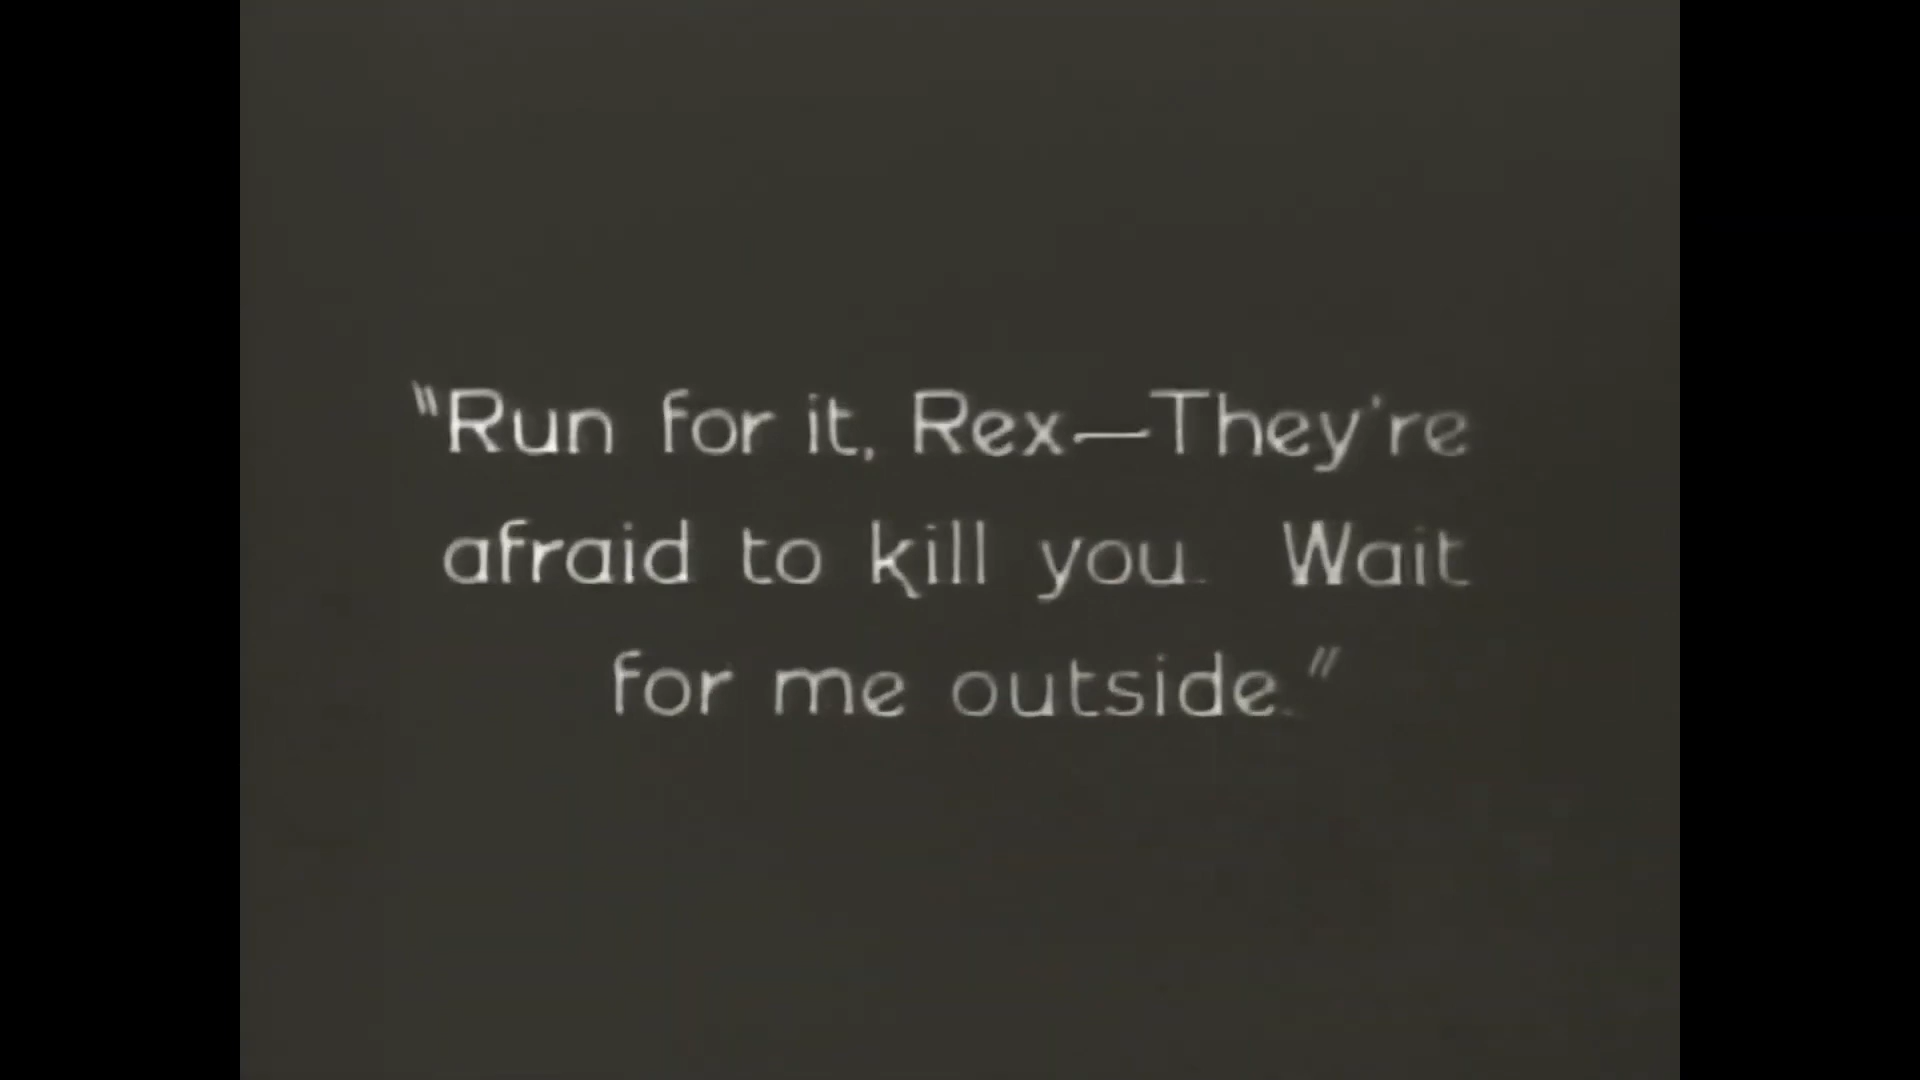 "Run for it, Rex—They're
afraid to kill you. Wait
for me outside."